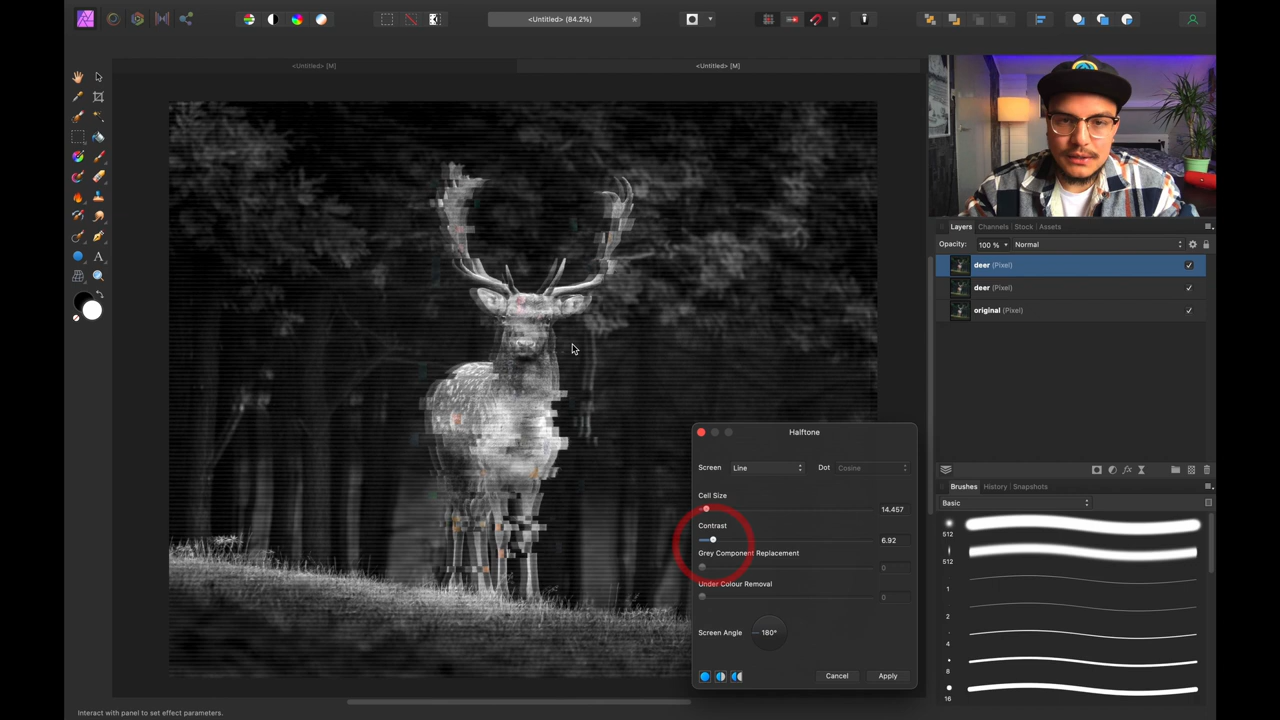 <Untitled> (84.2%)
*
<Untitled> [M]
<Untitled> [M]
Layers Channels Stock Assets
Opacity: 100 % Normal
deer (Pixel)
deer (Pixel)
original (Pixel)
Halftone
Screen Line Dot Cosine
Cell Size
14.457
Contrast
6.92
Grey Component Replacement
0
Under Colour Removal
0
Screen Angle 180°
Cancel Apply
Brushes History Snapshots
Basic
512
512
1
2
4
8
16
A
Interact with panel to set effect parameters.